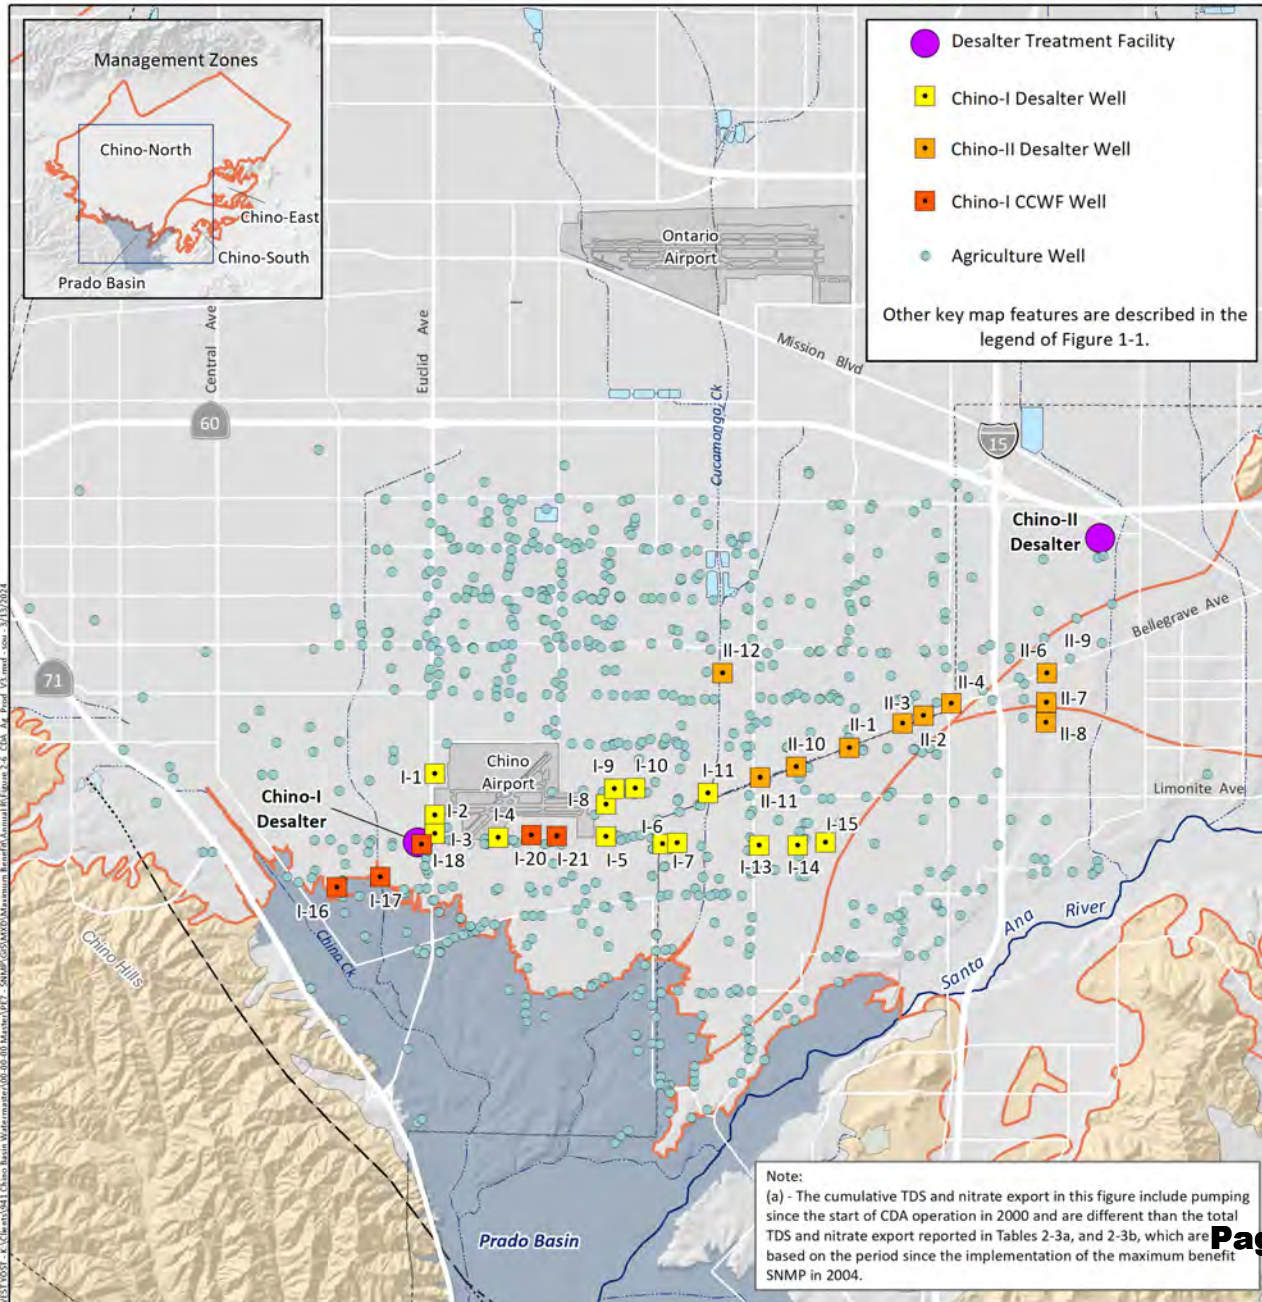 Management Zones
Chino-North
Chino-East
Chino-South
Prado Basin
Desalter Treatment Facility
Chino-I Desalter Well
Chino-II Desalter Well
Chino-I CCWF Well
Agriculture Well
Other key map features are described in the
legend of Figure 1-1.
Ontario
Airport
Central Ave
Euclid Ave
Mission Blvd
Cucamonga Ck
60
15
Chino-II
Desalter
Bellegrave Ave
71
II-12
II-6
II-9
II-4
II-3
II-7
II-1
II-2
II-8
II-10
Chino
Airport
I-1
I-9
I-10
I-11
II-11
Limonite Ave
Chino-I
Desalter
I-8
I-2
I-4
I-3
I-6
I-15
I-18
I-20
I-21
I-5
I-7
I-13
I-14
I-16
I-17
Chino Hills
Chino Ck
Santa Ana River
Prado Basin
Note:
(a) - The cumulative TDS and nitrate export in this figure include pumping
since the start of CDA operation in 2000 and are different than the total
TDS and nitrate export reported in Tables 2-3a, and 2-3b, which are
based on the period since the implementation of the maximum benefit
SNMP in 2004.
Pag